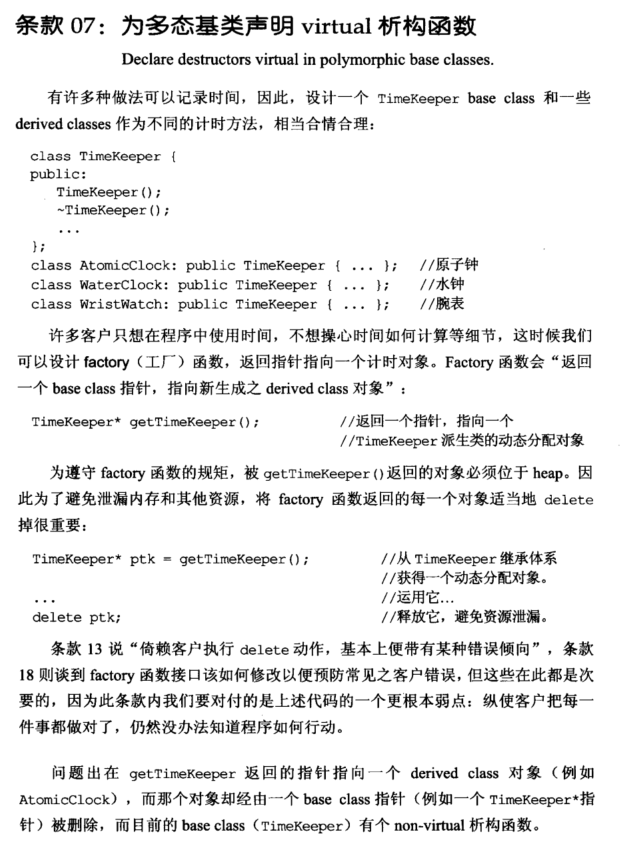 条款 07：为多态基类声明 virtual 析构函数
Declare destructors virtual in polymorphic base classes.
有许多种做法可以记录时间，因此，设计一个 TimeKeeper base class 和一些
derived classes 作为不同的计时方法，相当合情合理：
class TimeKeeper {
public:
TimeKeeper();
~TimeKeeper();
...
};
class AtomicClock: public TimeKeeper { ... }; //原子钟
class WaterClock: public TimeKeeper { ... }; //水钟
class WristWatch: public TimeKeeper { ... }; //腕表
许多客户只想在程序中使用时间，不想操心时间如何计算等细节，这时候我们
可以设计 factory（工厂）函数，返回指针指向一个计时对象。Factory 函数会“返回
一个 base class 指针，指向新生成之 derived class 对象”：
TimeKeeper* getTimeKeeper(); //返回一个指针，指向一个
//TimeKeeper 派生类的动态分配对象
为遵守 factory 函数的规矩，被 getTimeKeeper()返回的对象必须位于 heap。因
此为了避免泄漏内存和其他资源，将 factory 函数返回的每一个对象适当地 delete
掉很重要：
TimeKeeper* ptk = getTimeKeeper(); //从 TimeKeeper 继承体系
//获得一个动态分配对象。
... //运用它...
delete ptk; //释放它，避免资源泄漏。
条款 13 说“倚赖客户执行 delete 动作，基本上便带有某种错误倾向”，条款
18 则谈到 factory 函数接口该如何修改以便预防常见之客户错误，但这些在此都是次
要的，因为此条款内我们要对付的是上述代码的一个更根本弱点：纵使客户把每一
件事都做对了，仍然没办法知道程序如何行动。
问题出在 getTimeKeeper 返回的指针指向一个 derived class 对象（例如
AtomicClock），而那个对象却经由一个 base class 指针（例如一个 TimeKeeper*指
针）被删除，而目前的 base class（TimeKeeper）有个 non-virtual 析构函数。